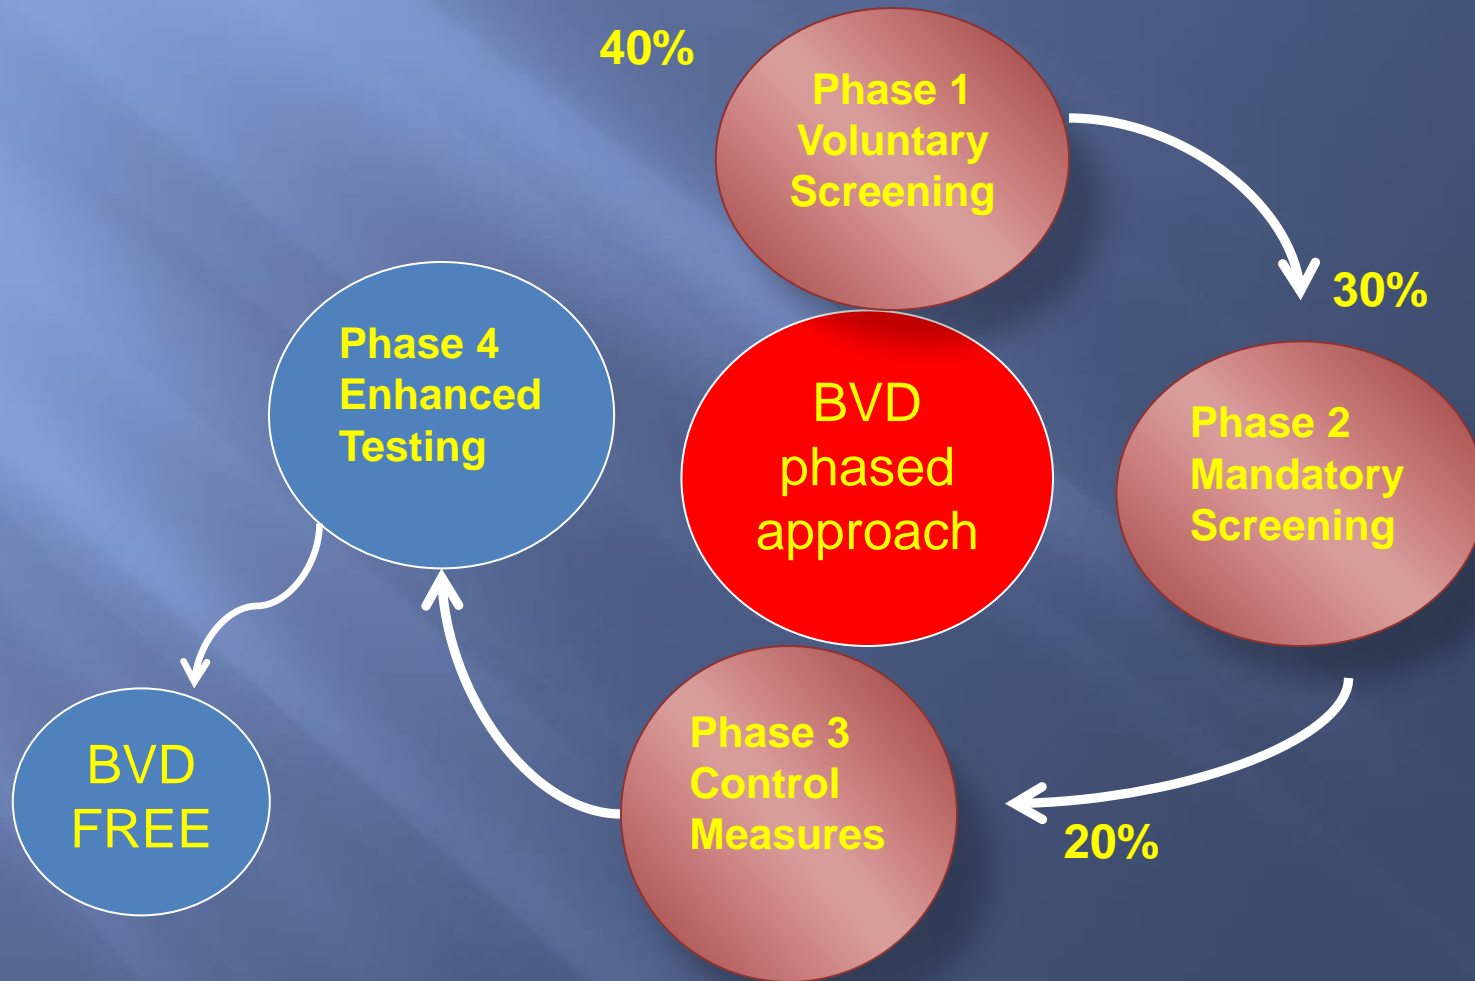 40%
Phase 1
Voluntary
Screening
30%
Phase 2
Mandatory
Screening
20%
Phase 3
Control
Measures
Phase 4
Enhanced
Testing
BVD
FREE
BVD
phased
approach